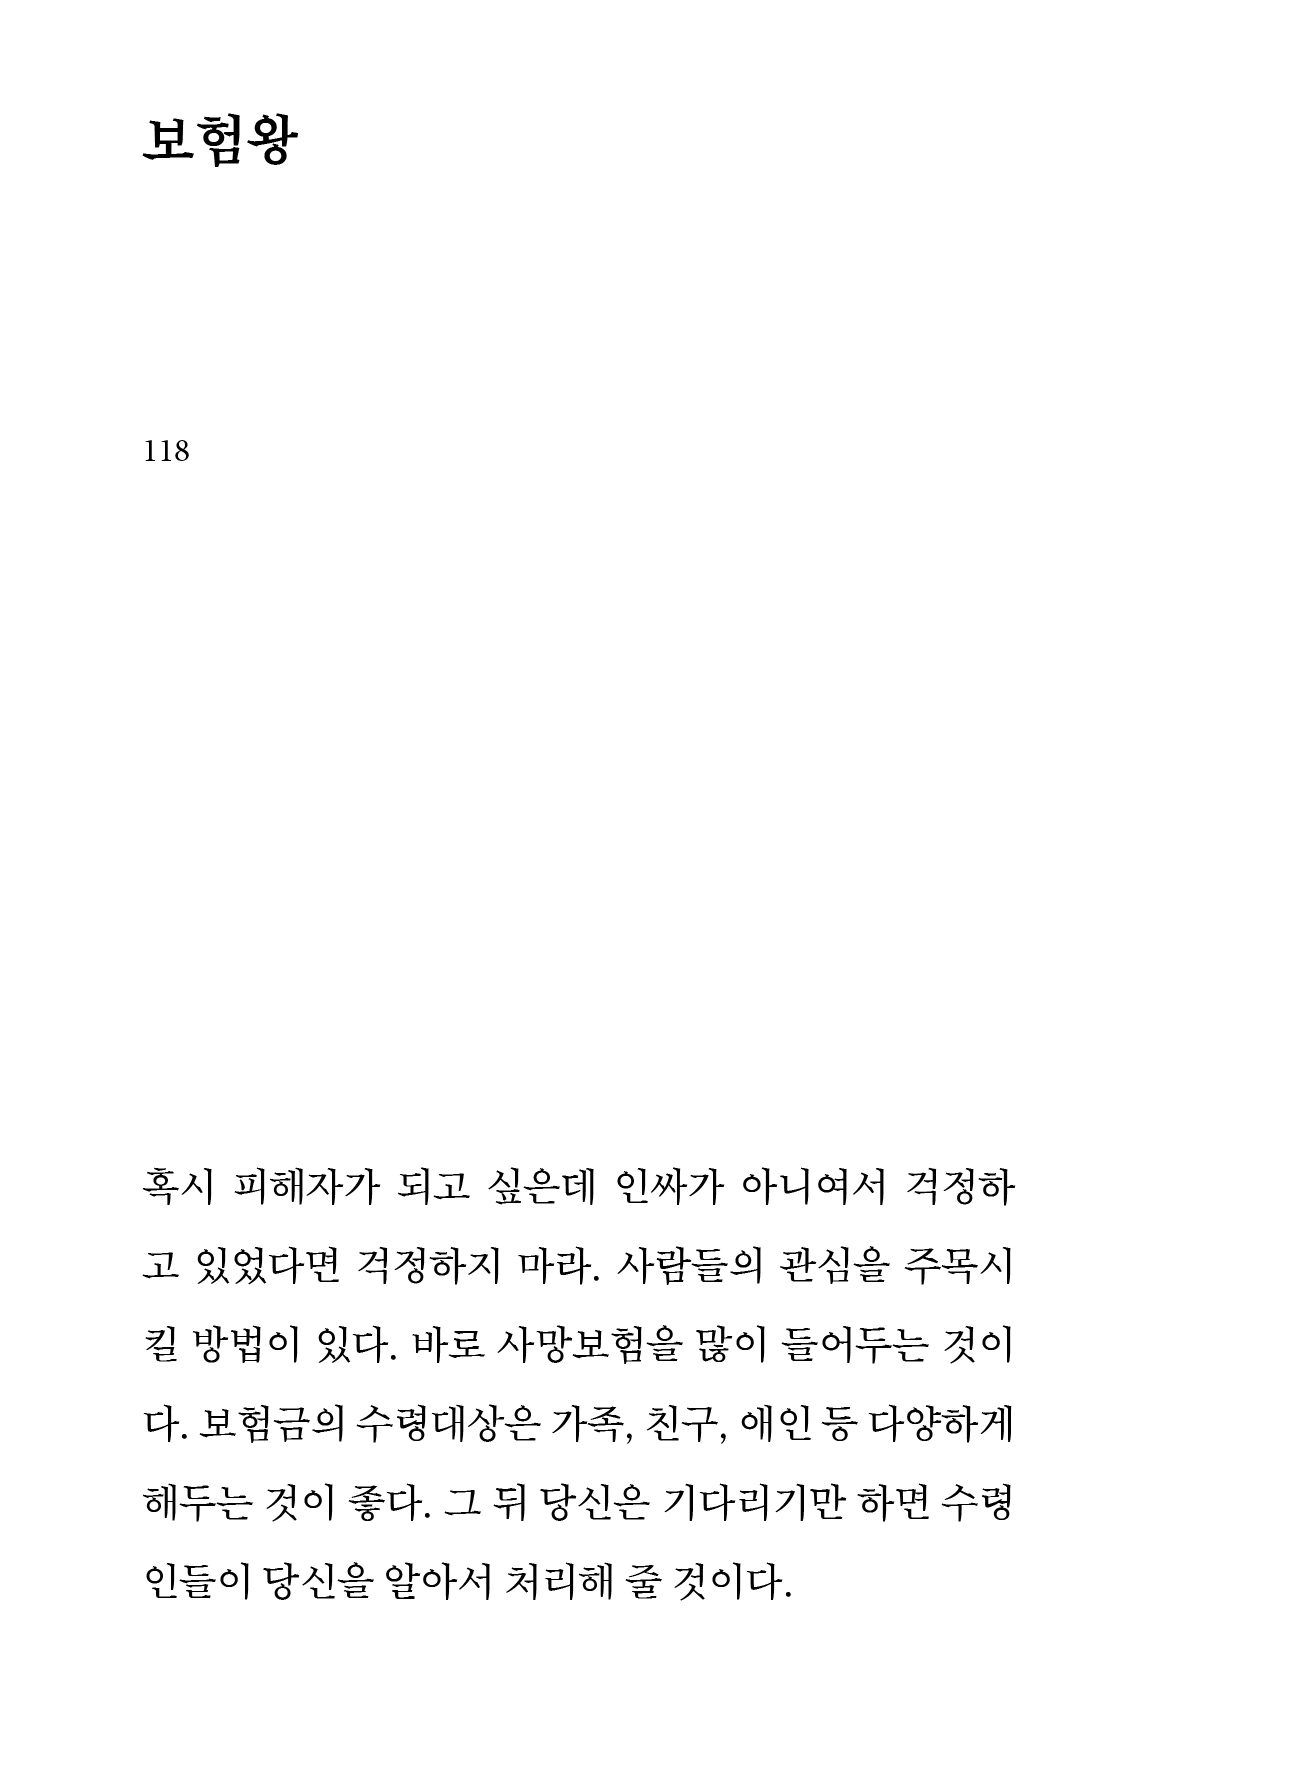 보험왕
118
혹시 피해자가 되고 싶은데 인싸가 아니여서 걱정하
고 있었다면 걱정하지 마라. 사람들의 관심을 주목시
킬 방법이 있다. 바로 사망보험을 많이 들어두는 것이
다. 보험금의 수령대상은 가족, 친구, 애인 등 다양하게
해두는 것이 좋다. 그 뒤 당신은 기다리기만 하면 수령
인들이 당신을 알아서 처리해 줄 것이다.